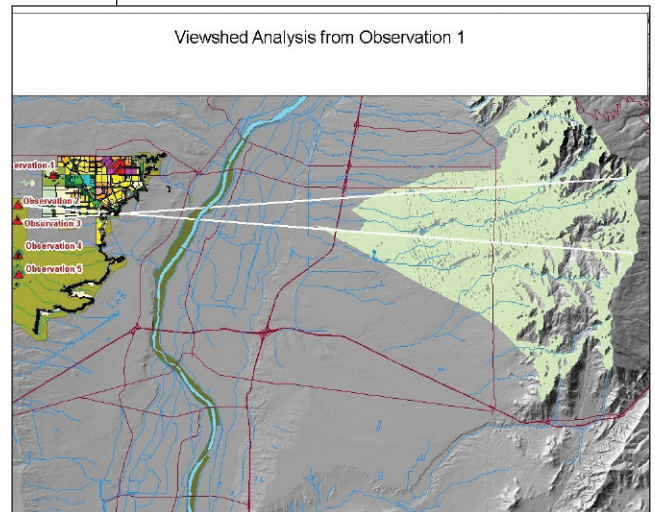 Viewshed Analysis from Observation 1
ervation 1
Observation 2
Observation 3
Observation 4
Observation 5